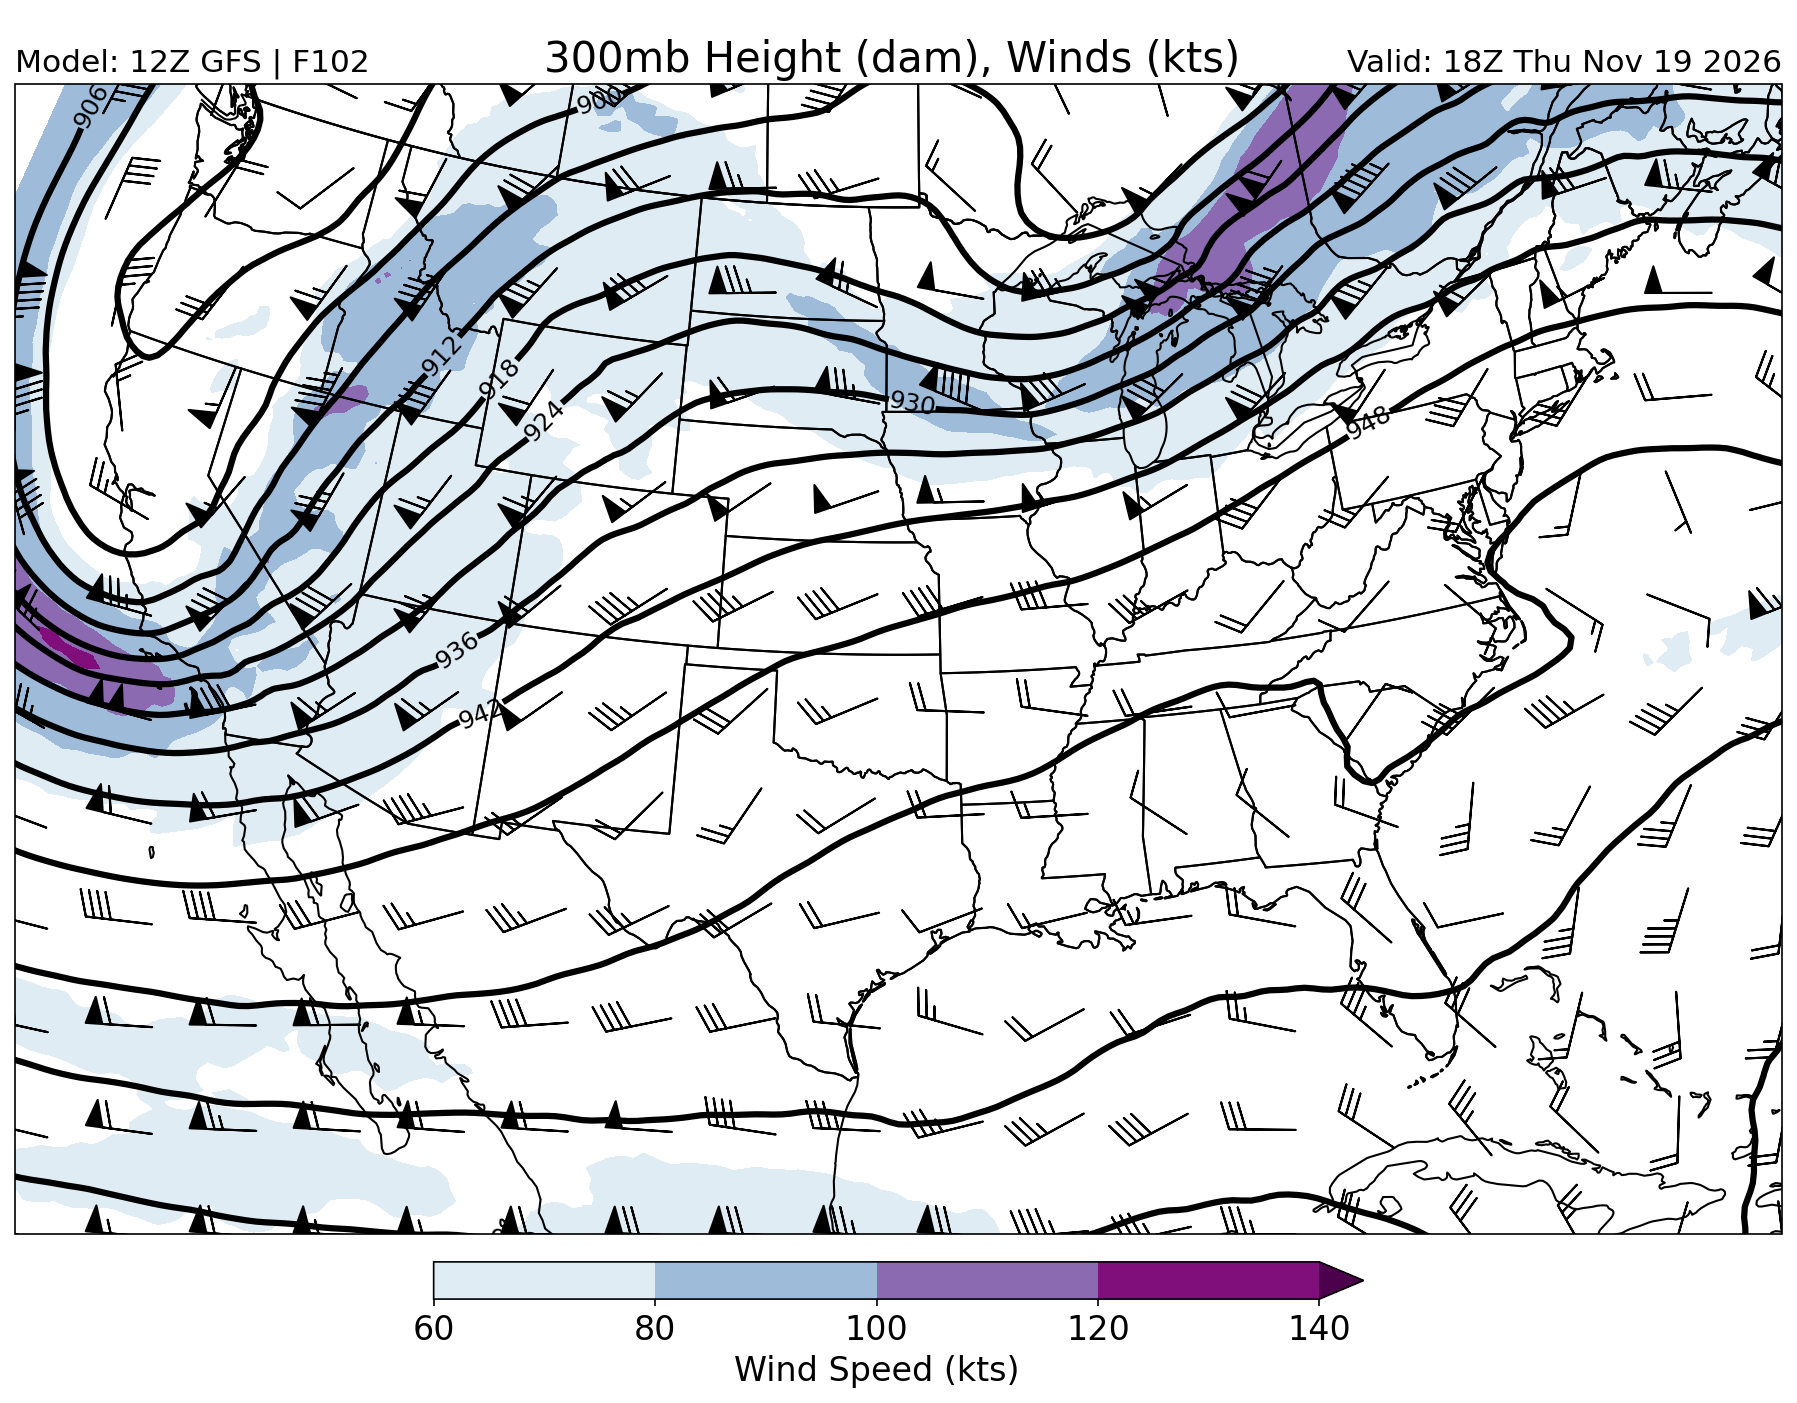 Model: 12Z GFS | F102
300mb Height (dam), Winds (kts)
Valid: 18Z Thu Nov 19 2026
906
900
912
918
924
930
948
936
942
60 80 100 120 140
Wind Speed (kts)